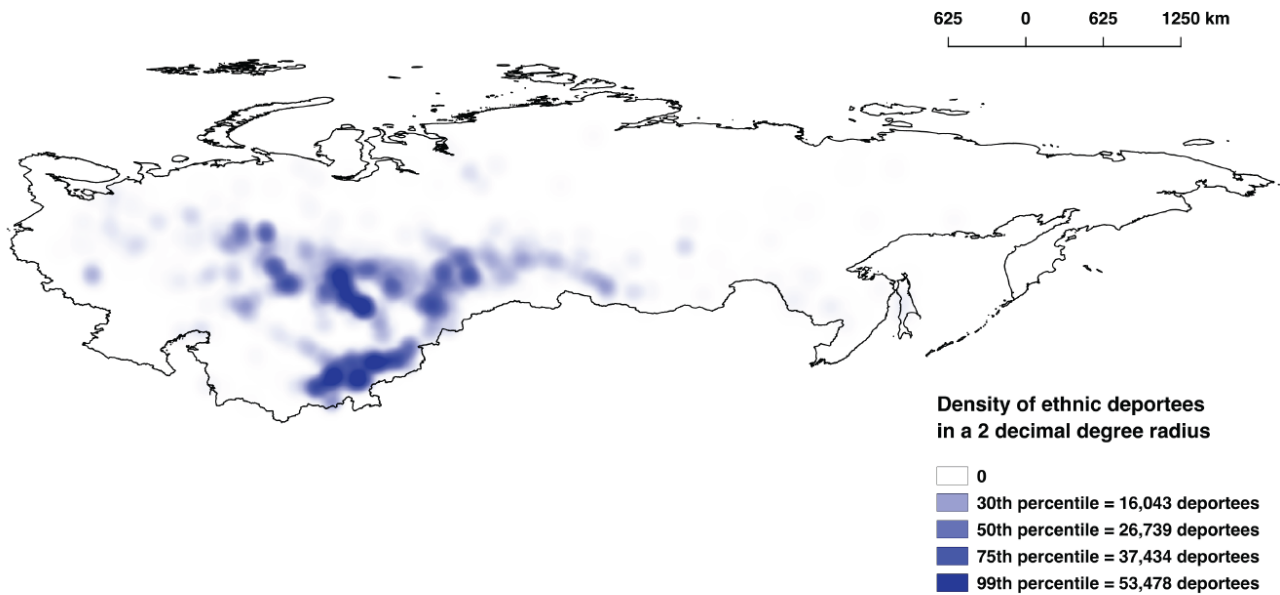 625 0 625 1250 km
Density of ethnic deportees
in a 2 decimal degree radius
0
30th percentile = 16,043 deportees
50th percentile = 26,739 deportees
75th percentile = 37,434 deportees
99th percentile = 53,478 deportees